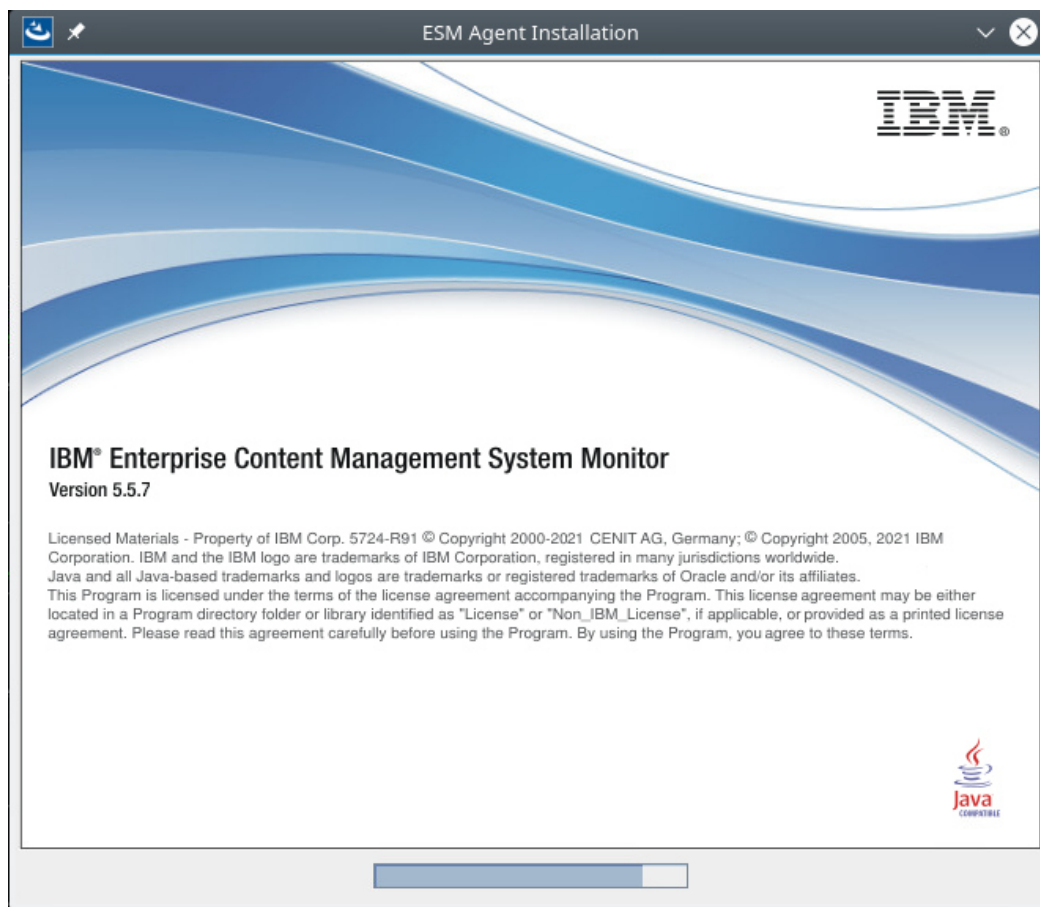 ESM Agent Installation
IBM®
IBM® Enterprise Content Management System Monitor
Version 5.5.7
Licensed Materials - Property of IBM Corp. 5724-R91 © Copyright 2000-2021 CENIT AG, Germany; © Copyright 2005, 2021 IBM
Corporation. IBM and the IBM logo are trademarks of IBM Corporation, registered in many jurisdictions worldwide.
Java and all Java-based trademarks and logos are trademarks or registered trademarks of Oracle and/or its affiliates.
This Program is licensed under the terms of the license agreement accompanying the Program. This license agreement may be either
located in a Program directory folder or library identified as "License" or "Non_IBM_License", if applicable, or provided as a printed license
agreement. Please read this agreement carefully before using the Program. By using the Program, you agree to these terms.
Java
COMPATIBLE